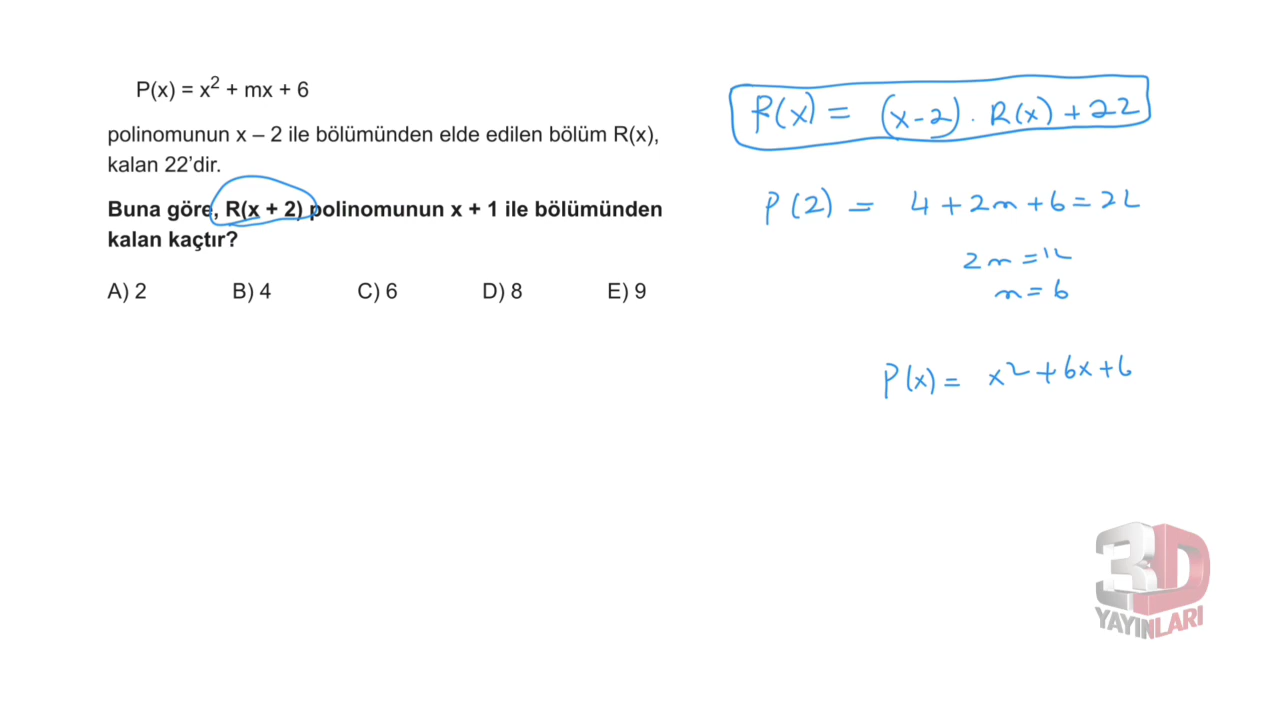 P(x) = x² + mx + 6
polinomunun x – 2 ile bölümünden elde edilen bölüm R(x),
kalan 22'dir.
Buna göre, R(x + 2) polinomunun x + 1 ile bölümünden
kalan kaçtır?
A) 2 B) 4 C) 6 D) 8 E) 9
P(x) = (x-2) . R(x) + 22
P(2) = 4 + 2m + 6 = 22
2m = 12
m = 6
P(x) = x² + 6x + 6
3D
YAYINLARI